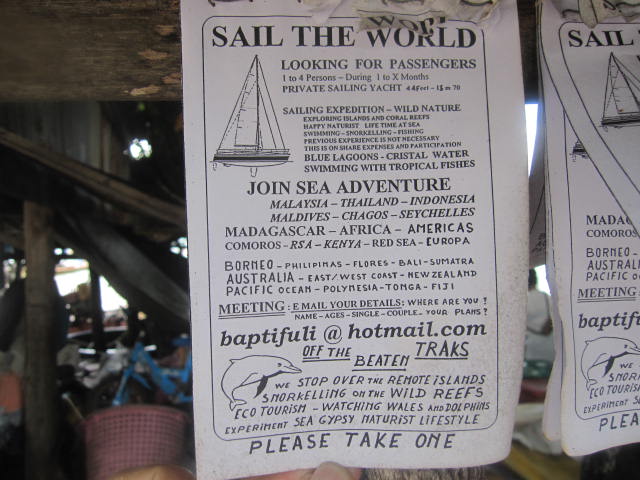 SAIL THE WORLD
LOOKING FOR PASSENGERS
1 to 4 Persons – During 1 to X Months
PRIVATE SAILING YACHT 44Feet - 13m70
SAILING EXPEDITION – WILD NATURE
EXPLORING ISLANDS AND CORAL REEFS
HAPPY NATURIST LIFE TIME AT SEA
SWIMMING – SNORKELLING – FISHING
PREVIOUS EXPERIENCE IS NOT NECESSARY
THIS IS ON SHARE EXPENSES AND PARTICIPATION
BLUE LAGOONS – CRISTAL WATER
SWIMMING WITH TROPICAL FISHES
JOIN SEA ADVENTURE
MALAYSIA – THAILAND – INDONESIA
MALDIVES – CHAGOS – SEYCHELLES
MADAGASCAR – AFRICA – AMERICAS
COMOROS – RSA – KENYA – RED SEA – EUROPA
BORNEO – PHILIPINAS – FLORES – BALI – SUMATRA
AUSTRALIA – EAST/WEST COAST – NEW ZEALAND
PACIFIC OCEAN – POLYNESIA – TONGA – FIJI
MEETING : E MAIL YOUR DETAILS: WHERE ARE YOU ?
NAME – AGES – SINGLE – COUPLE – YOUR PLANS ?
baptifuli @ hotmail.com
OFF THE BEATEN TRAKS
WE STOP OVER THE REMOTE ISLANDS
SNORKELLING ON THE WILD REEFS
ECO TOURISM – WATCHING WALES AND DOLPHINS
EXPERIMENT SEA GYPSY NATURIST LIFESTYLE
PLEASE TAKE ONE
SAIL
MADA
COMOROS
BORNEO –
AUSTRALI
PACIFIC O
MEETING
baptifu
ECO TO
EXPERIMENT S
PLEA